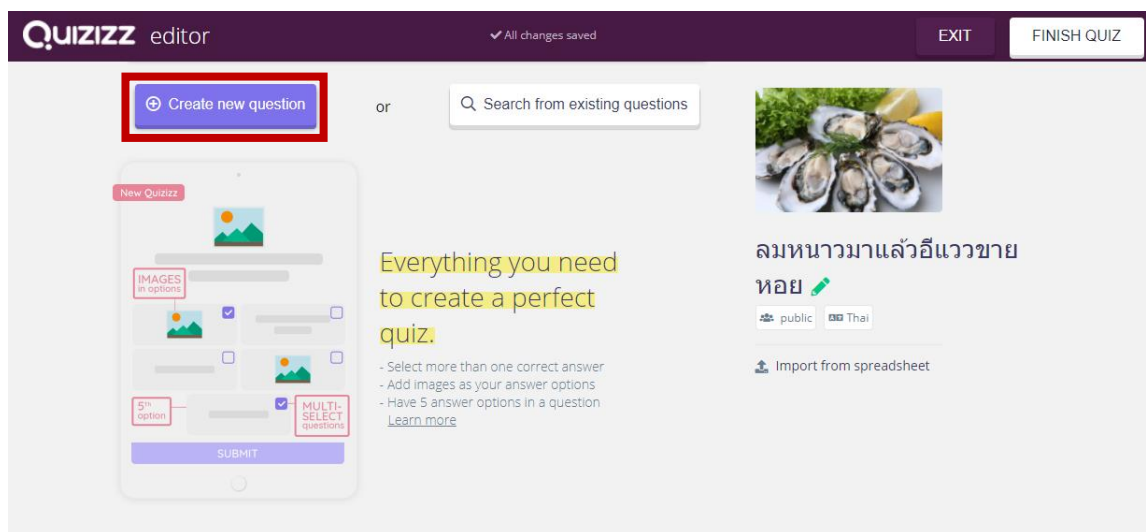 QUIZIZZ editor
✔ All changes saved
EXIT
FINISH QUIZ
Create new question
or
Search from existing questions
New Quizizz
IMAGES
in options
5th
option
MULTI-
SELECT
questions
SUBMIT
Everything you need
to create a perfect
quiz.
- Select more than one correct answer
- Add images as your answer options
- Have 5 answer options in a question
Learn more
ลมหนาวมาแล้วอีแววขาย
หอย
public
Thai
Import from spreadsheet